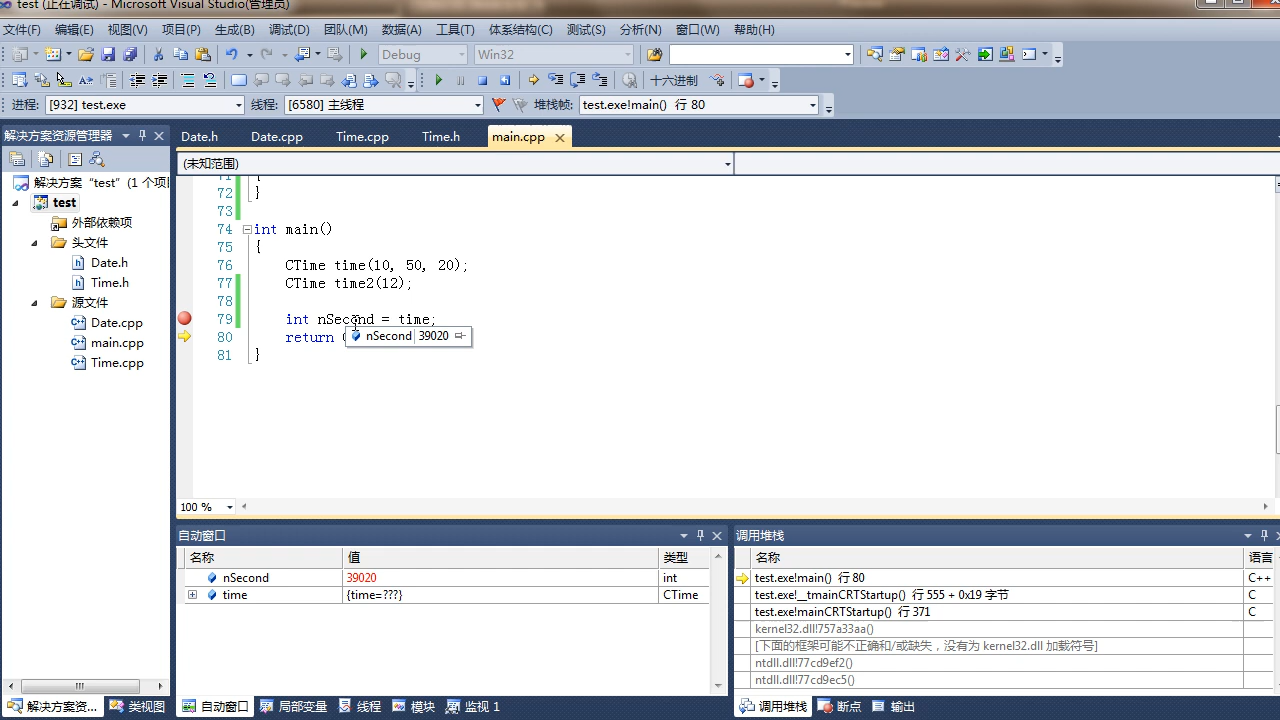 test (正在调试) - Microsoft Visual Studio(管理员)
文件(F) 编辑(E) 视图(V) 项目(P) 生成(B) 调试(D) 团队(M) 数据(A) 工具(T) 体系结构(C) 测试(S) 分析(N) 窗口(W) 帮助(H)
Debug Win32
十六进制
进程: [932] test.exe 线程: [6580] 主线程 堆栈帧: test.exe!main() 行 80
解决方案资源管理器
Date.h Date.cpp Time.cpp Time.h main.cpp
(未知范围)
解决方案 “test” (1 个项
test
外部依赖项
头文件
Date.h
Time.h
源文件
Date.cpp
main.cpp
Time.cpp
72 }
73
74 int main()
75 {
76 CTime time(10, 50, 20);
77 CTime time2(12);
78
79 int nSecond = time;
80 return
nSecond 39020
81 }
100 %
自动窗口
名称 值 类型
nSecond 39020 int
time {time=???} CTime
调用堆栈
名称 语言
test.exe!main() 行 80 C++
test.exe!__tmainCRTStartup() 行 555 + 0x19 字节 C
test.exe!mainCRTStartup() 行 371 C
kernel32.dll!757a33aa()
[下面的框架可能不正确和/或缺失，没有为 kernel32.dll 加载符号]
ntdll.dll!77cd9ef2()
ntdll.dll!77cd9ec5()
解决方案资... 类视图
自动窗口 局部变量 线程 模块 监视 1
调用堆栈 断点 输出